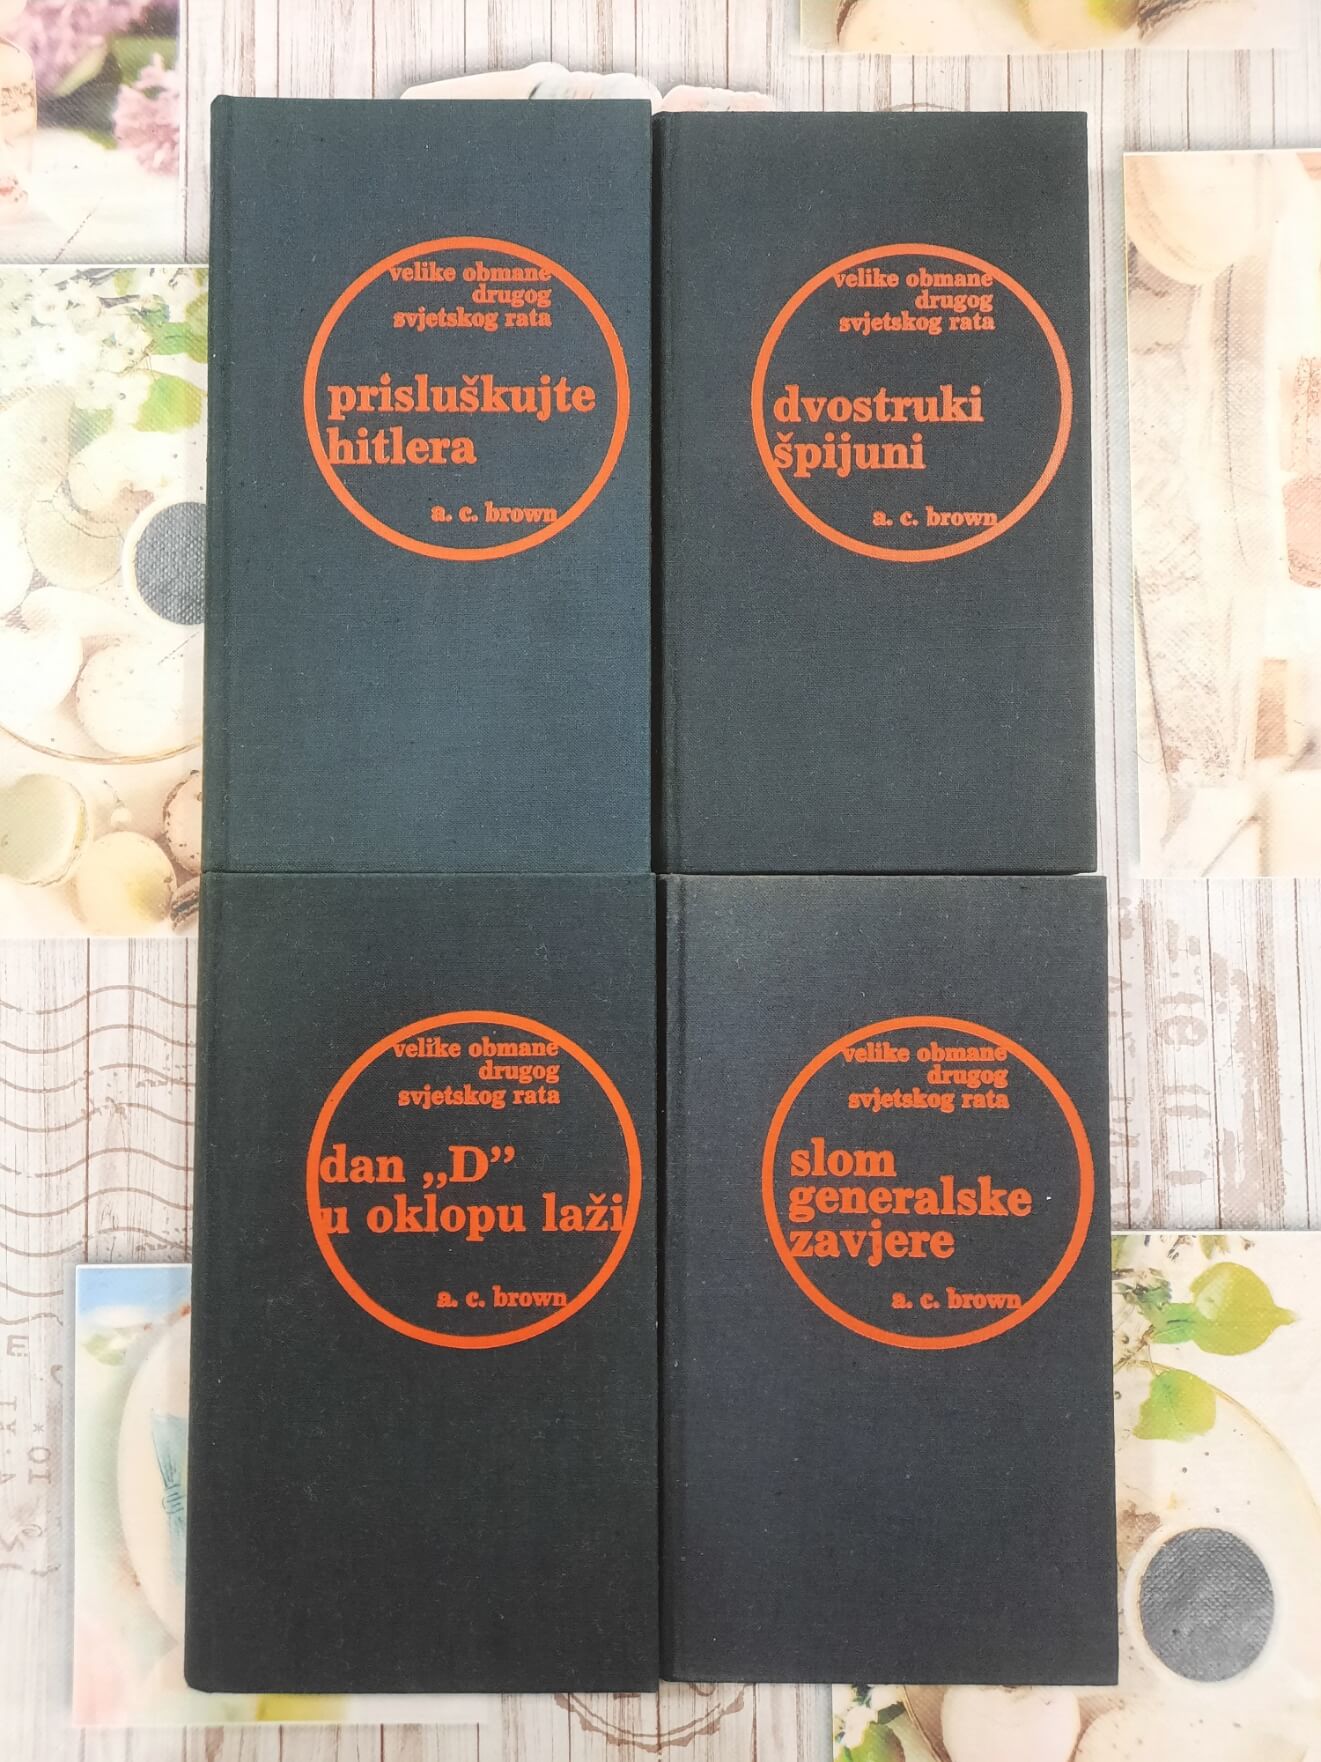 velike obmane
drugog
svjetskog rata
prisluškujte
hitlera
a. c. brown
velike obmane
drugog
svjetskog rata
dvostruki
špijuni
a. c. brown
velike obmane
drugog
svjetskog rata
dan „D”
u oklopu laži
a. c. brown
velike obmane
drugog
svjetskog rata
slom
generalske
zavjere
a. c. brown